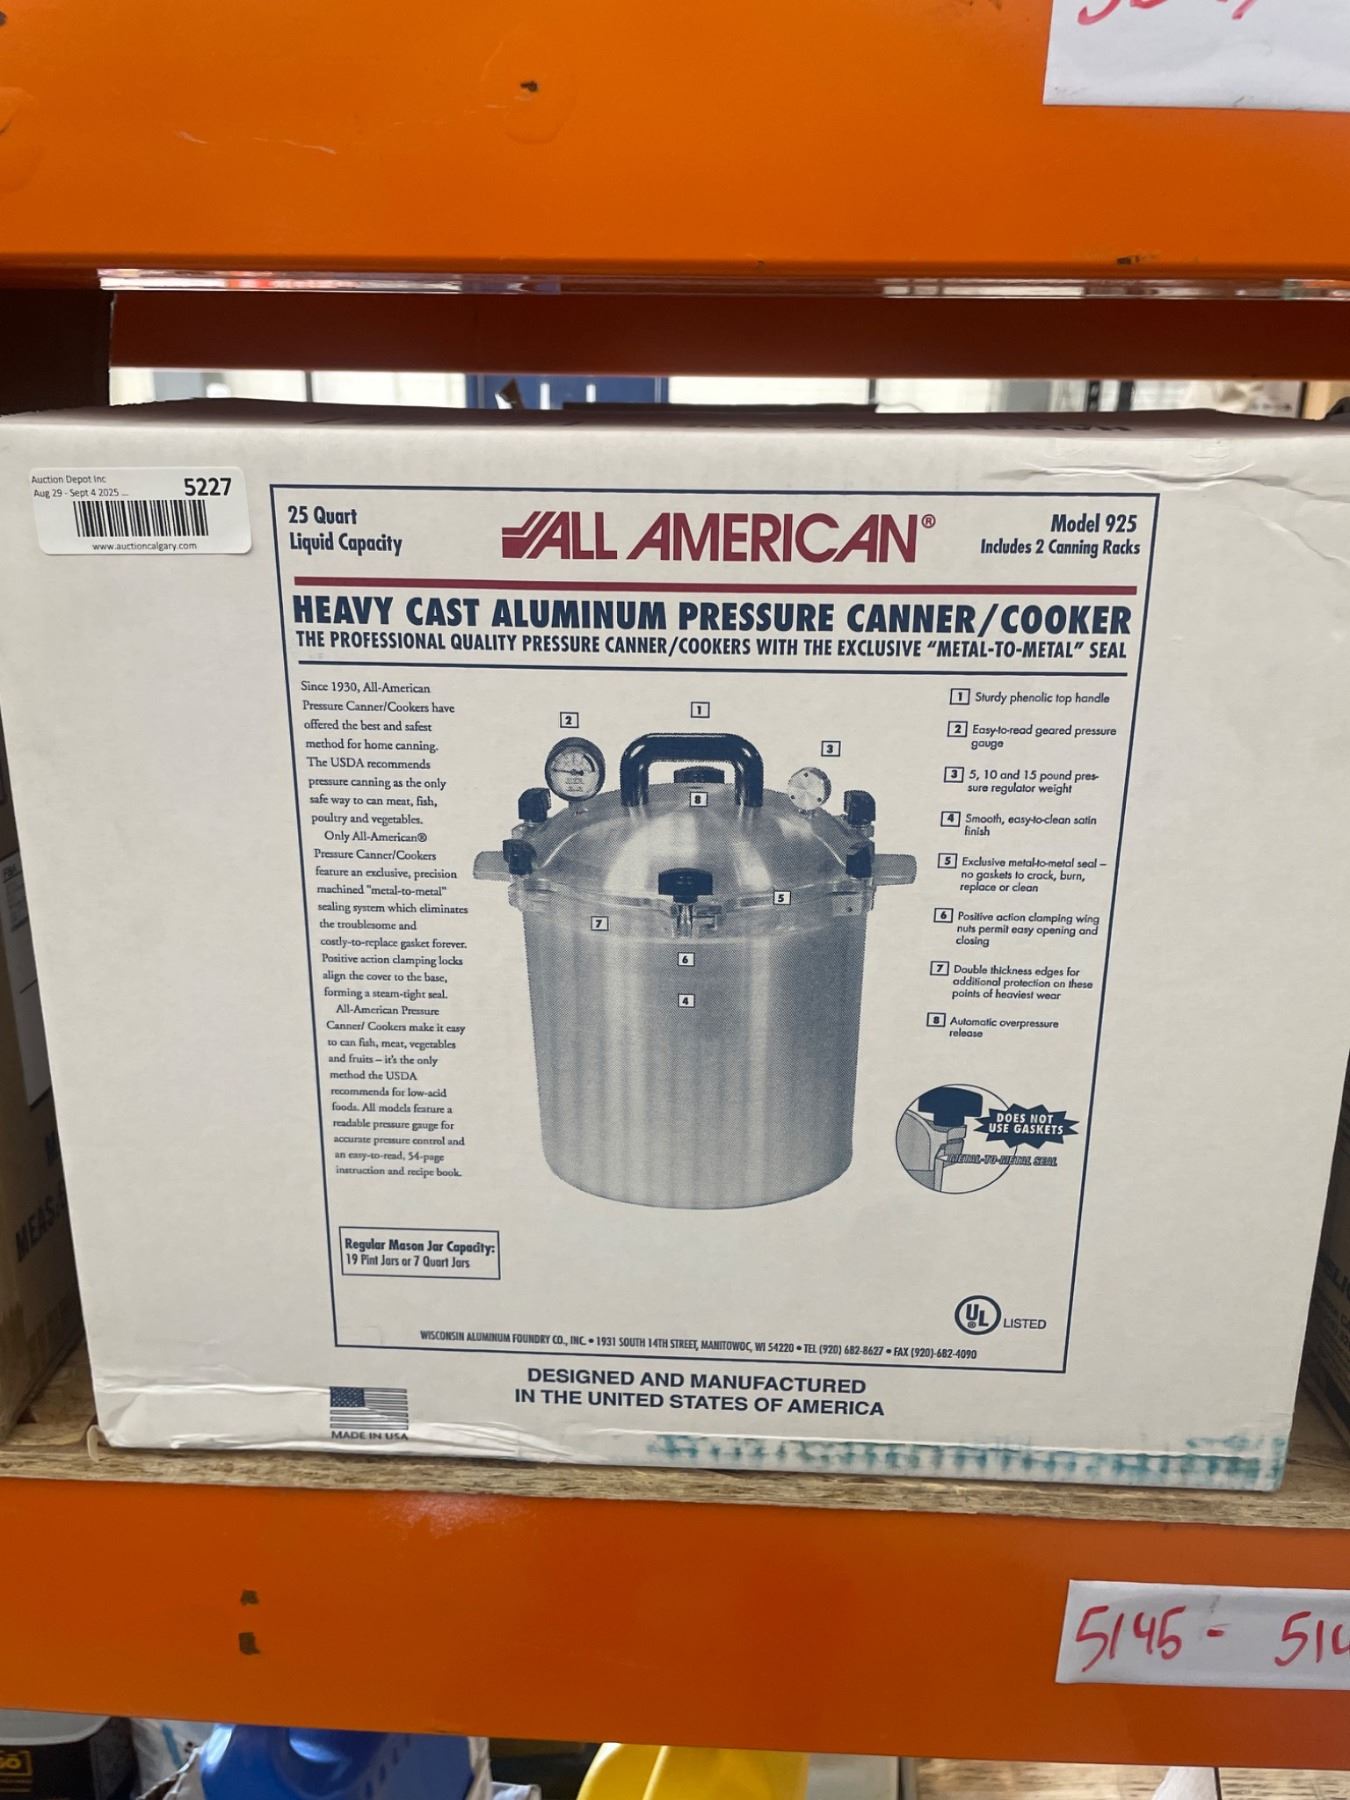 Auction Depot Inc
Aug 29 - Sept 4 2025 ...
5227
www.auctioncalgary.com
25 Quart
Liquid Capacity
ALL AMERICAN®
Model 925
Includes 2 Canning Racks
HEAVY CAST ALUMINUM PRESSURE CANNER/COOKER
THE PROFESSIONAL QUALITY PRESSURE CANNER/COOKERS WITH THE EXCLUSIVE "METAL-TO-METAL" SEAL
Since 1930, All-American
Pressure Canner/Cookers have
offered the best and safest
method for home canning.
The USDA recommends
pressure canning as the only
safe way to can meat, fish,
poultry and vegetables.
Only All-American®
Pressure Canner/Cookers
feature an exclusive, precision
machined "metal-to-metal"
sealing system which eliminates
the troublesome and
costly-to-replace gasket forever.
Positive action clamping locks
align the cover to the base,
forming a steam-tight seal.
All-American Pressure
Canner/ Cookers make it easy
to can fish, meat, vegetables
and fruits – it's the only
method the USDA
recommends for low-acid
foods. All models feature a
readable pressure gauge for
accurate pressure control and
an easy-to-read, 54-page
instruction and recipe book.
1
2
3
8
5
7
6
4
1 Sturdy phenolic top handle
2 Easy-to-read geared pressure
gauge
3 5, 10 and 15 pound pres-
sure regulator weight
4 Smooth, easy-to-clean satin
finish
5 Exclusive metal-to-metal seal –
no gaskets to crack, burn,
replace or clean
6 Positive action clamping wing
nuts permit easy opening and
closing
7 Double thickness edges for
additional protection on these
points of heaviest wear
8 Automatic overpressure
release
DOES NOT
USE GASKETS
METAL-TO-METAL SEAL
Regular Mason Jar Capacity:
19 Pint Jars or 7 Quart Jars
UL
®
LISTED
WISCONSIN ALUMINUM FOUNDRY CO., INC. • 1931 SOUTH 14TH STREET, MANITOWOC, WI 54220 • TEL (920) 682-8627 • FAX (920)-682-4090
DESIGNED AND MANUFACTURED
IN THE UNITED STATES OF AMERICA
MADE IN USA
5145 - 514